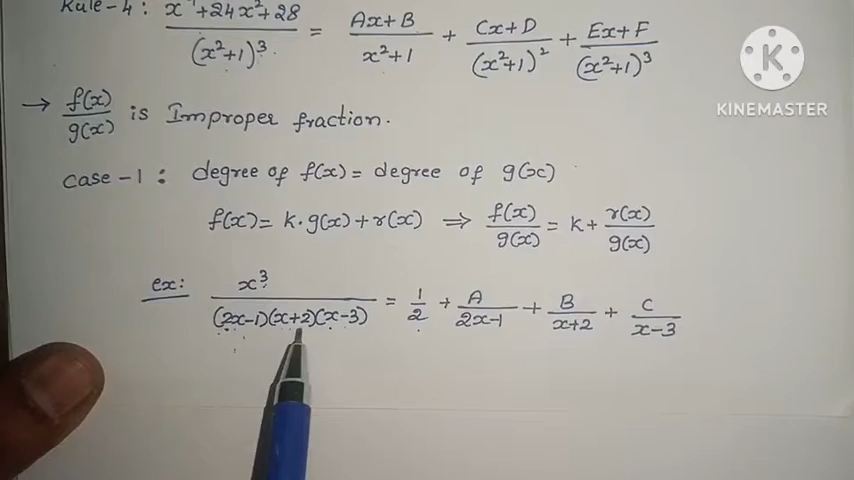 Rule-4: x⁴+24x²+28 / (x²+1)³ = Ax+B / x²+1 + Cx+D / (x²+1)² + Ex+F / (x²+1)³
K
KINEMASTER
→ f(x)/g(x) is Improper fraction.
case-1: degree of f(x) = degree of g(x)
f(x) = k·g(x)+r(x) ⟹ f(x)/g(x) = k + r(x)/g(x)
ex: x³ / (2x-1)(x+2)(x-3) = 1/2 + A / 2x-1 + B / x+2 + C / x-3